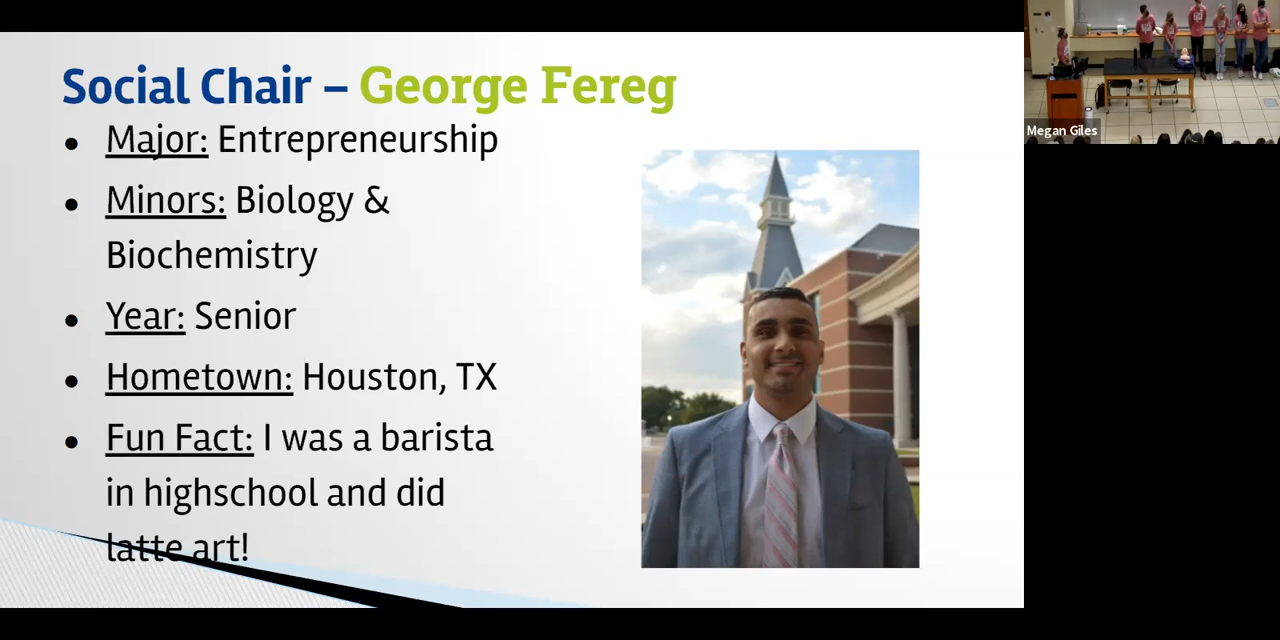 Social Chair – George Fereg
• Major: Entrepreneurship
• Minors: Biology &
Biochemistry
• Year: Senior
• Hometown: Houston, TX
• Fun Fact: I was a barista
in highschool and did
latte art!
Megan Giles